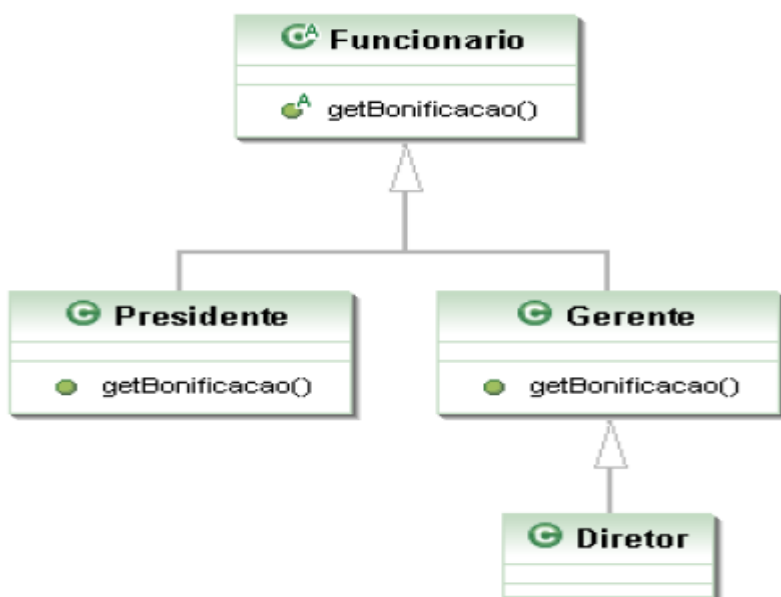 Funcionario
getBonificacao()
Presidente
getBonificacao()
Gerente
getBonificacao()
Diretor